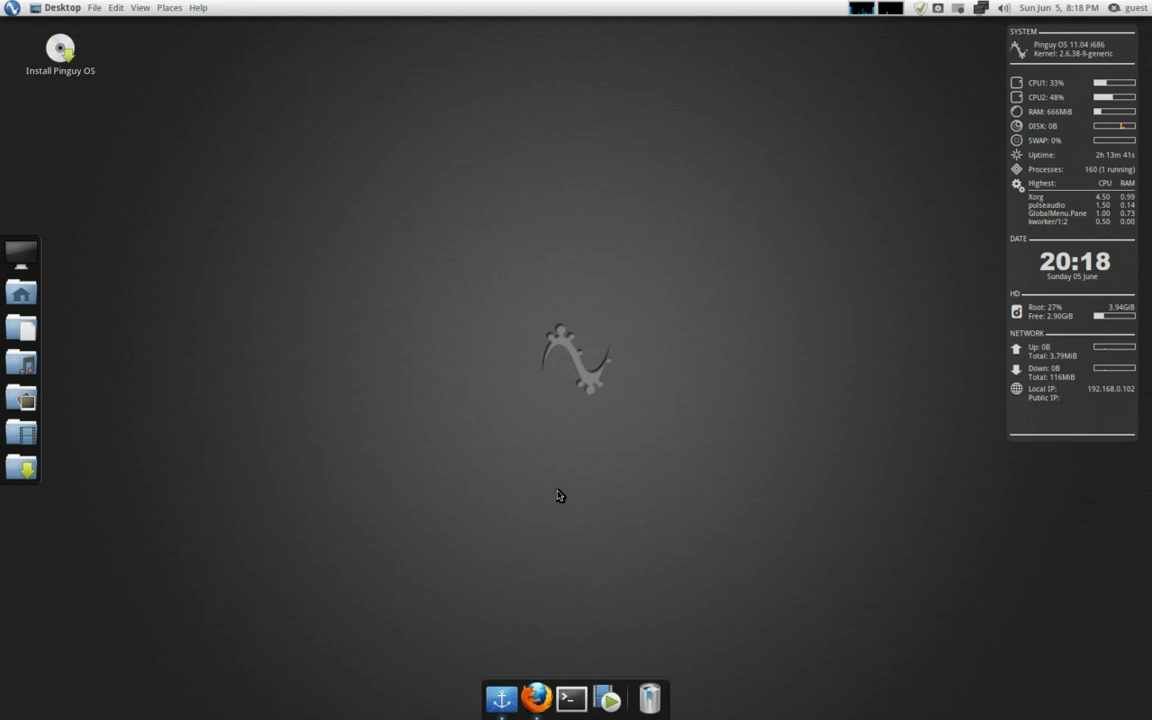 Desktop File Edit View Places Help
Sun Jun 5, 8:18 PM guest
Install Pinguy OS
SYSTEM
Pinguy OS 11.04 i686
Kernel: 2.6.38-9-generic
CPU1: 33%
CPU2: 48%
RAM: 666MiB
DISK: 0B
SWAP: 0%
Uptime: 2h 13m 41s
Processes: 160 (1 running)
Highest: CPU RAM
Xorg 4.50 0.99
pulseaudio 1.50 0.14
GlobalMenu.Pane 1.00 0.73
kworker/1:2 0.50 0.00
DATE
20:18
Sunday 05 June
HD
Root: 27% 3.94GiB
Free: 2.90GiB
NETWORK
Up: 0B
Total: 3.79MiB
Down: 0B
Total: 116MiB
Local IP: 192.168.0.102
Public IP: